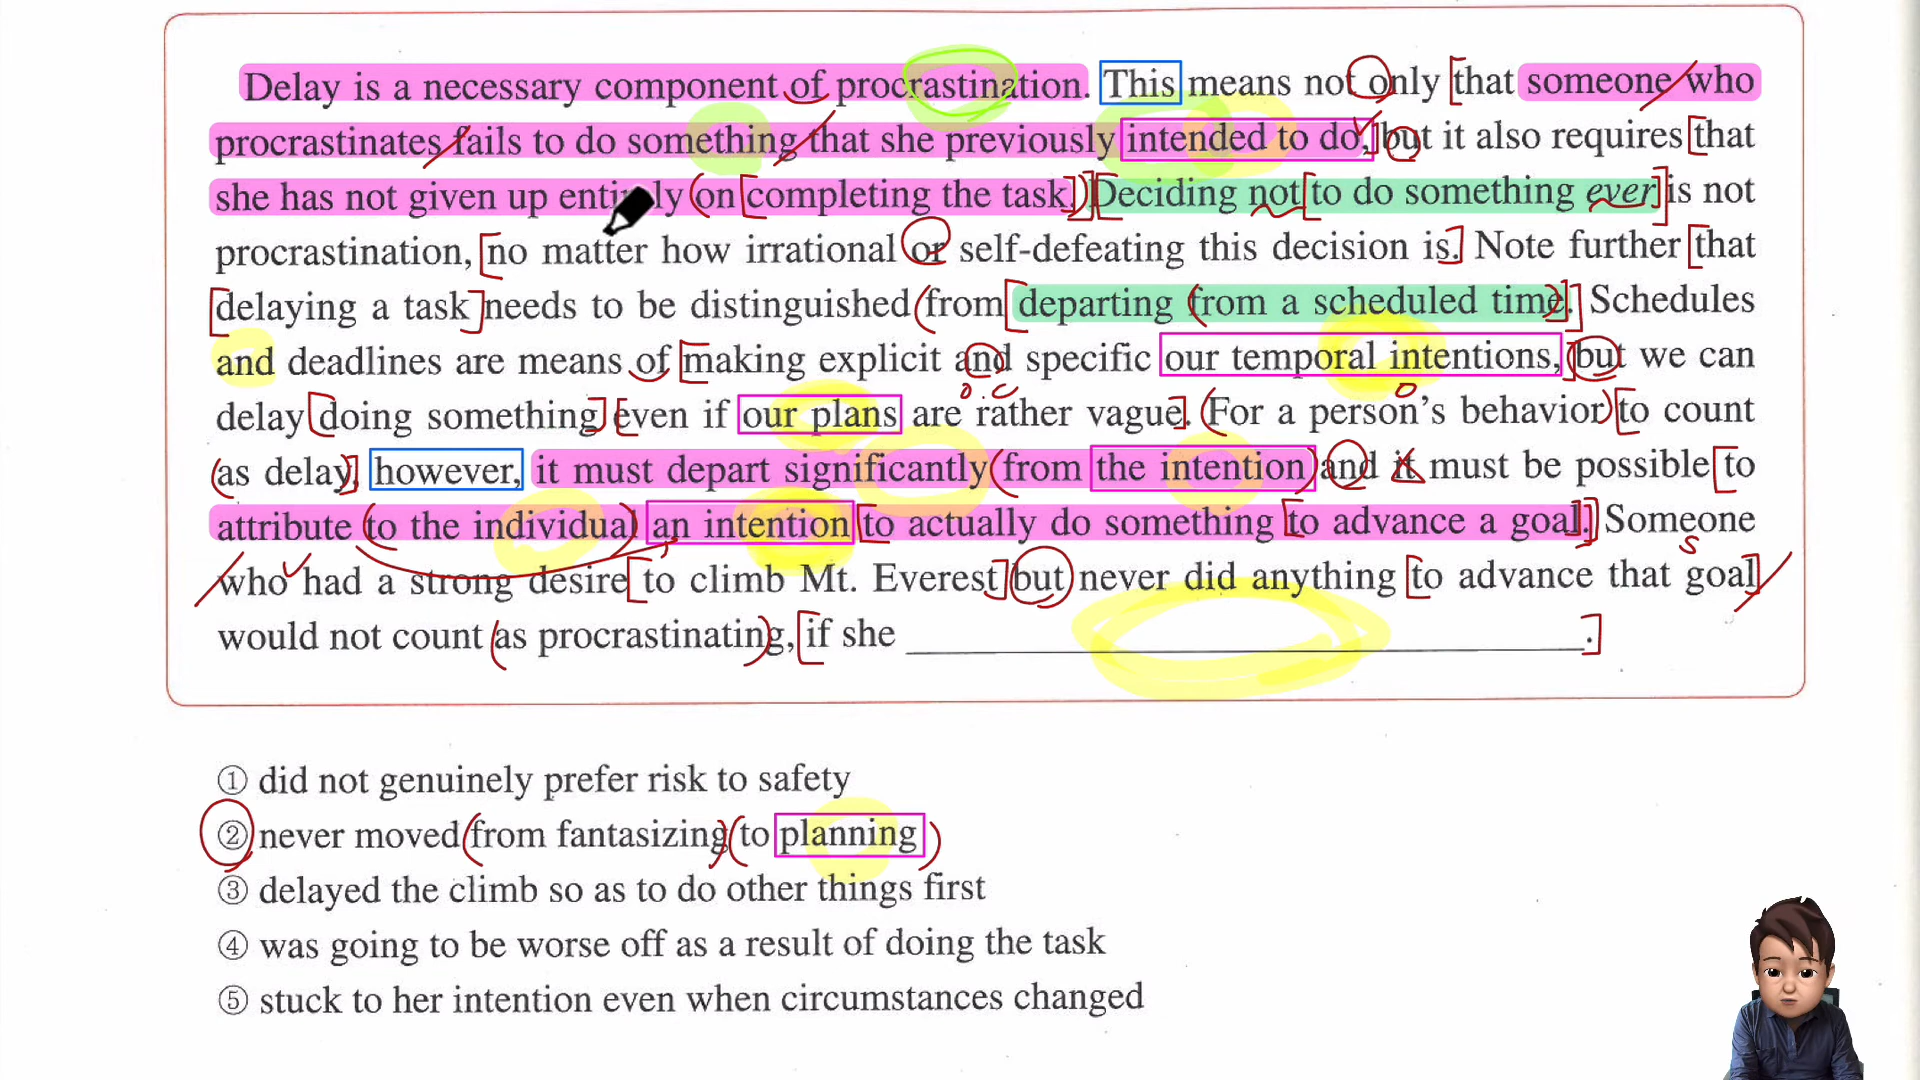 Delay is a necessary component of procrastination. This means not only that someone who
procrastinates fails to do something that she previously intended to do, but it also requires that
she has not given up entirely on completing the task. Deciding not to do something ever is not
procrastination, no matter how irrational or self-defeating this decision is. Note further that
delaying a task needs to be distinguished from departing from a scheduled time. Schedules
and deadlines are means of making explicit and specific our temporal intentions, but we can
delay doing something even if our plans are rather vague. For a person's behavior to count
as delay, however, it must depart significantly from the intention and it must be possible to
attribute to the individual an intention to actually do something to advance a goal. Someone
who had a strong desire to climb Mt. Everest but never did anything to advance that goal
would not count as procrastinating, if she ____________.
① did not genuinely prefer risk to safety
② never moved from fantasizing to planning
③ delayed the climb so as to do other things first
④ was going to be worse off as a result of doing the task
⑤ stuck to her intention even when circumstances changed